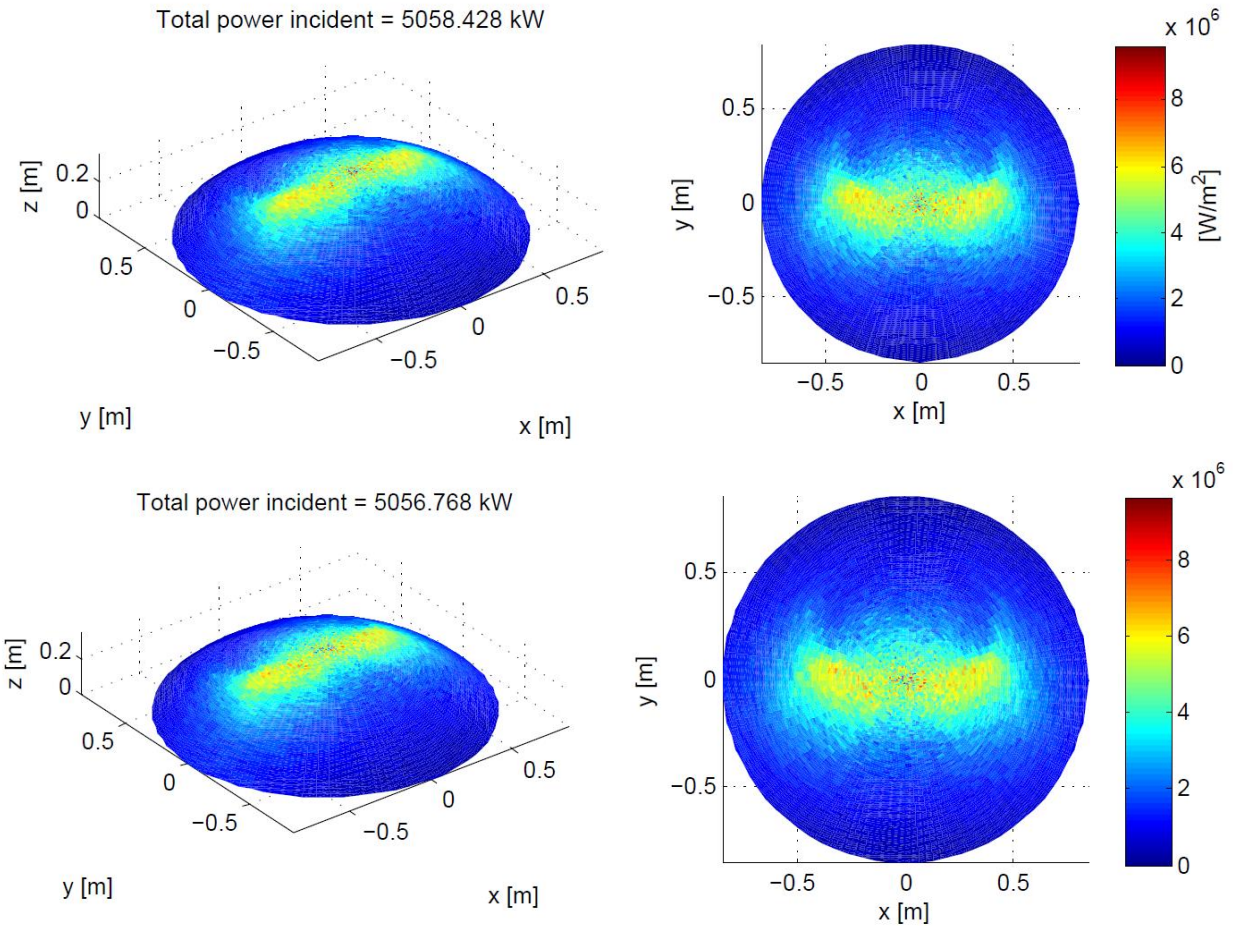 Total power incident = 5058.428 kW
z [m]
0.2
0
0.5
0
−0.5
y [m]
−0.5
0
0.5
x [m]
0.5
0
−0.5
y [m]
−0.5
0
0.5
x [m]
x 10^6
8
6
4
2
0
[W/m^2]
Total power incident = 5056.768 kW
z [m]
0.2
0
0.5
0
−0.5
y [m]
−0.5
0
0.5
x [m]
0.5
0
−0.5
y [m]
−0.5
0
0.5
x [m]
x 10^6
8
6
4
2
0